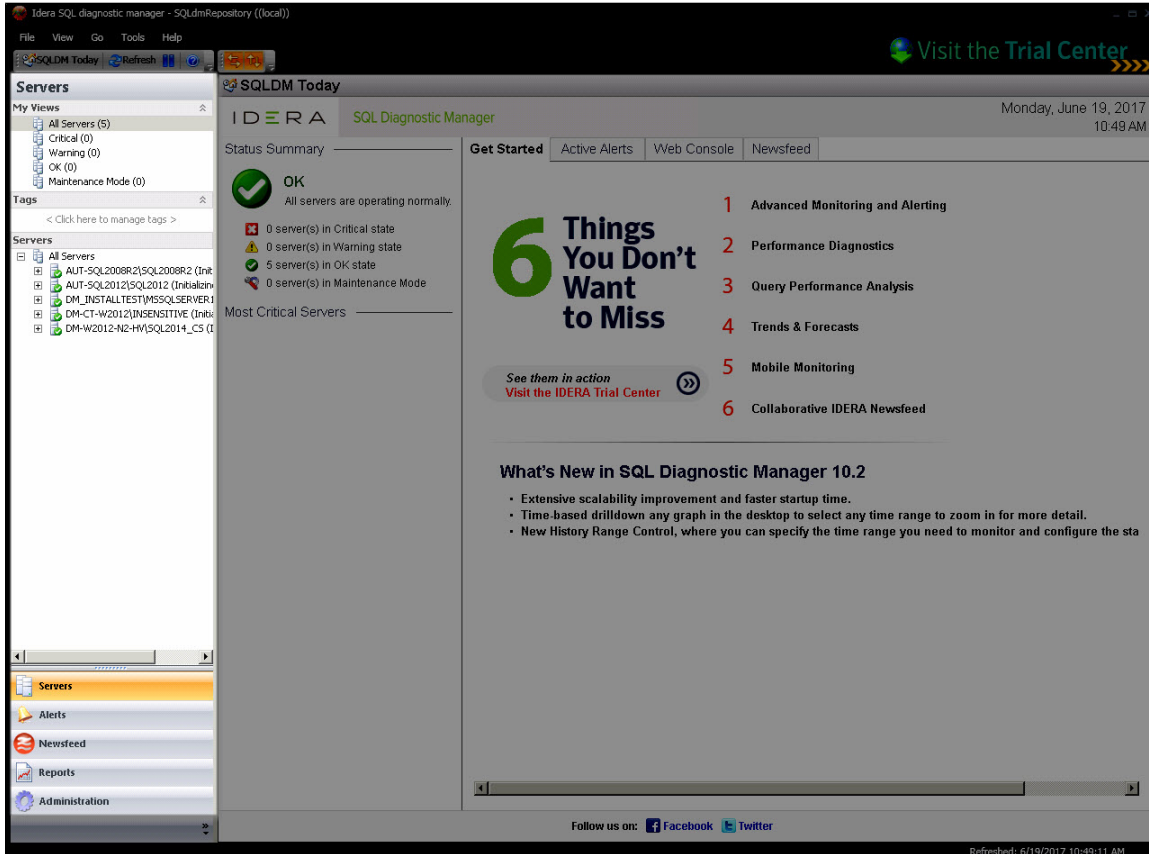 Idera SQL diagnostic manager - SQLdmRepository ((local))
File View Go Tools Help
SQLDM Today Refresh
Visit the Trial Center
Servers
My Views
All Servers (5)
Critical (0)
Warning (0)
OK (0)
Maintenance Mode (0)
Tags
< Click here to manage tags >
Servers
All Servers
AUT-SQL2008R2\SQL2008R2 (Init
AUT-SQL2012\SQL2012 (Initializin
DM_INSTALLTEST\MSSQLSERVER1
DM-CT-W2012\INSENSITIVE (Initia
DM-W2012-N2-HV\SQL2014_CS (I
Servers
Alerts
Newsfeed
Reports
Administration
SQLDM Today
IDERA SQL Diagnostic Manager
Monday, June 19, 2017
10:49 AM
Status Summary
OK
All servers are operating normally.
0 server(s) in Critical state
0 server(s) in Warning state
5 server(s) in OK state
0 server(s) in Maintenance Mode
Most Critical Servers
Get Started Active Alerts Web Console Newsfeed
6 Things
You Don't
Want
to Miss
See them in action
Visit the IDERA Trial Center
1 Advanced Monitoring and Alerting
2 Performance Diagnostics
3 Query Performance Analysis
4 Trends & Forecasts
5 Mobile Monitoring
6 Collaborative IDERA Newsfeed
What's New in SQL Diagnostic Manager 10.2
• Extensive scalability improvement and faster startup time.
• Time-based drilldown any graph in the desktop to select any time range to zoom in for more detail.
• New History Range Control, where you can specify the time range you need to monitor and configure the sta
Follow us on: Facebook Twitter
Refreshed: 6/19/2017 10:49:11 AM